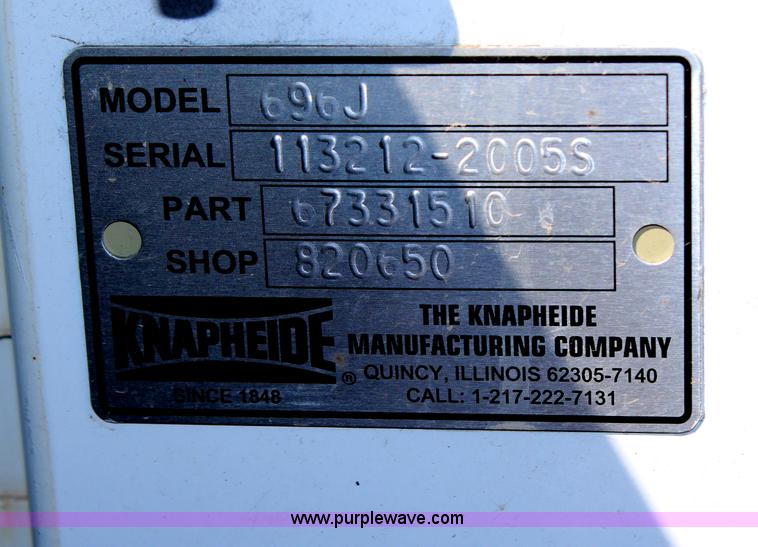 MODEL 696J
SERIAL 113212-2005S
PART 67331510
SHOP 820650
KNAPHEIDE ®
SINCE 1848
THE KNAPHEIDE
MANUFACTURING COMPANY
QUINCY, ILLINOIS 62305-7140
CALL: 1-217-222-7131
www.purplewave.com